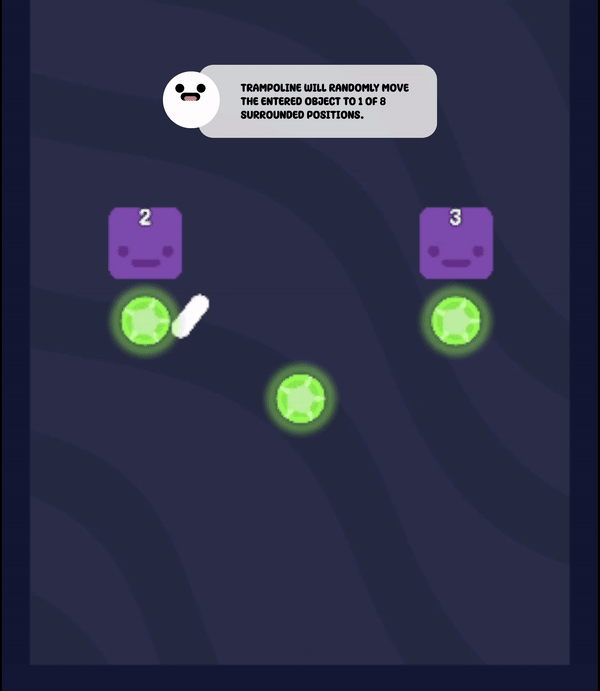 TRAMPOLINE WILL RANDOMLY MOVE
THE ENTERED OBJECT TO 1 OF 8
SURROUNDED POSITIONS.
2
3